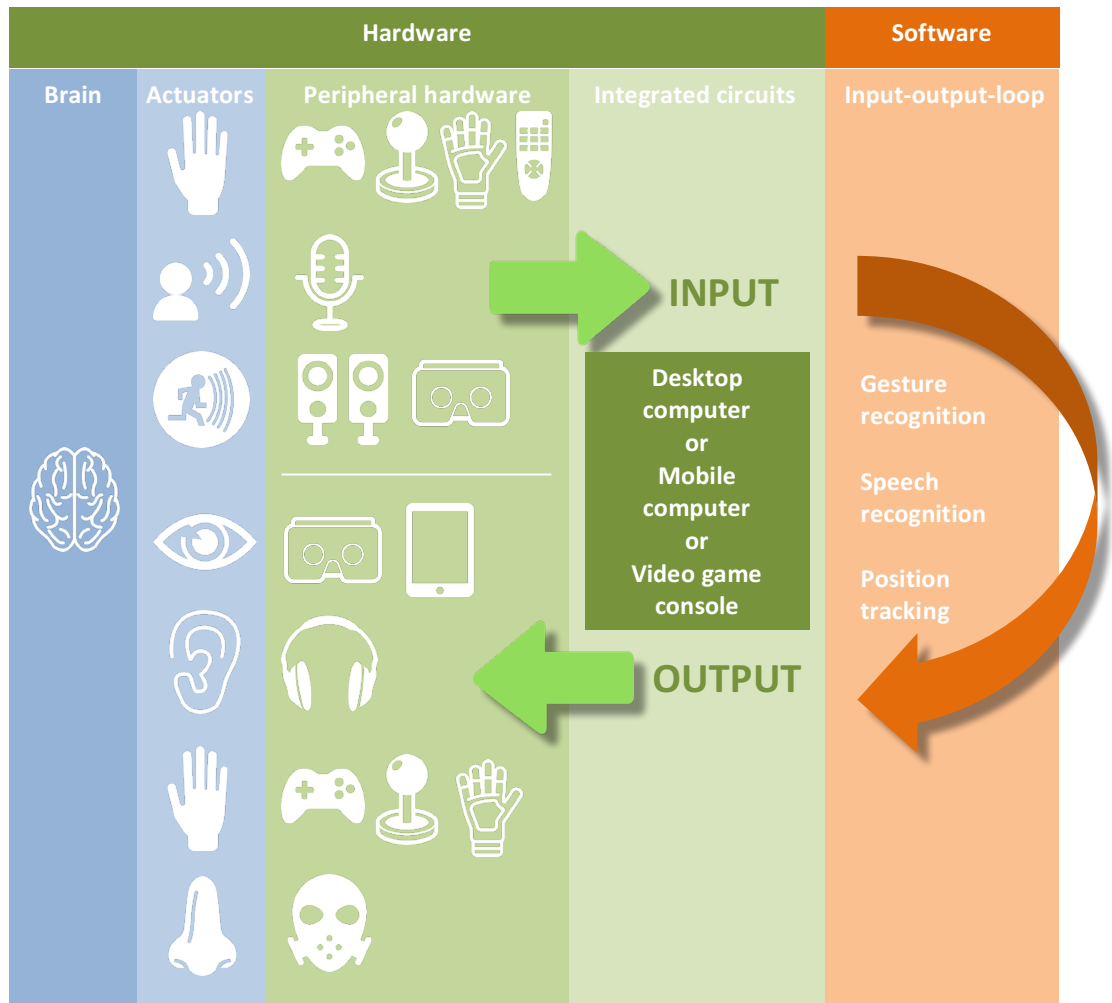 Hardware
Software
Brain
Actuators
Peripheral hardware
Integrated circuits
Input-output-loop
INPUT
Desktop
computer
or
Mobile
computer
or
Video game
console
Gesture
recognition
Speech
recognition
Position
tracking
OUTPUT